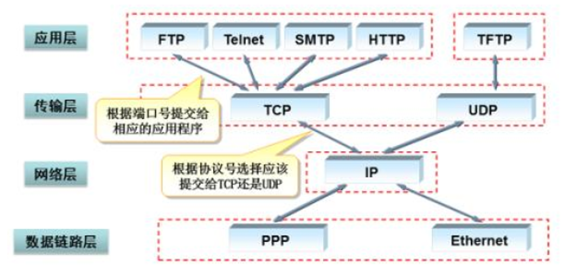 应用层 FTP Telnet SMTP HTTP TFTP
传输层 TCP UDP
根据端口号提交给
相应的应用程序
根据协议号选择应该
提交给TCP还是UDP
网络层 IP
数据链路层 PPP Ethernet